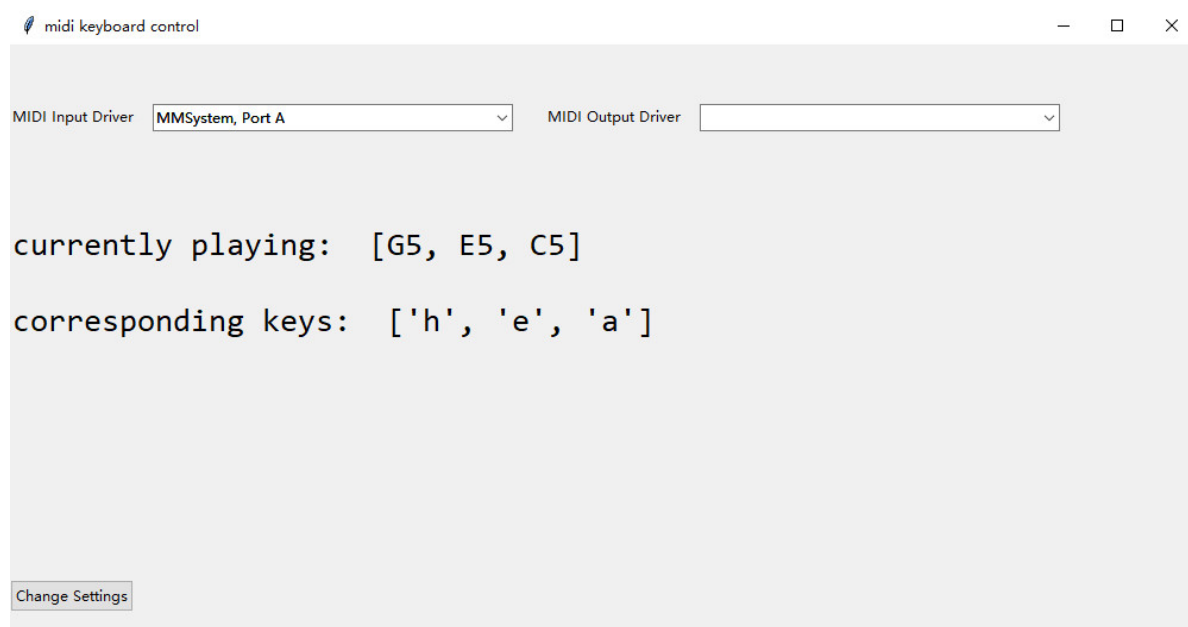 midi keyboard control
MIDI Input Driver MMSystem, Port A MIDI Output Driver
currently playing: [G5, E5, C5]
corresponding keys: ['h', 'e', 'a']
Change Settings